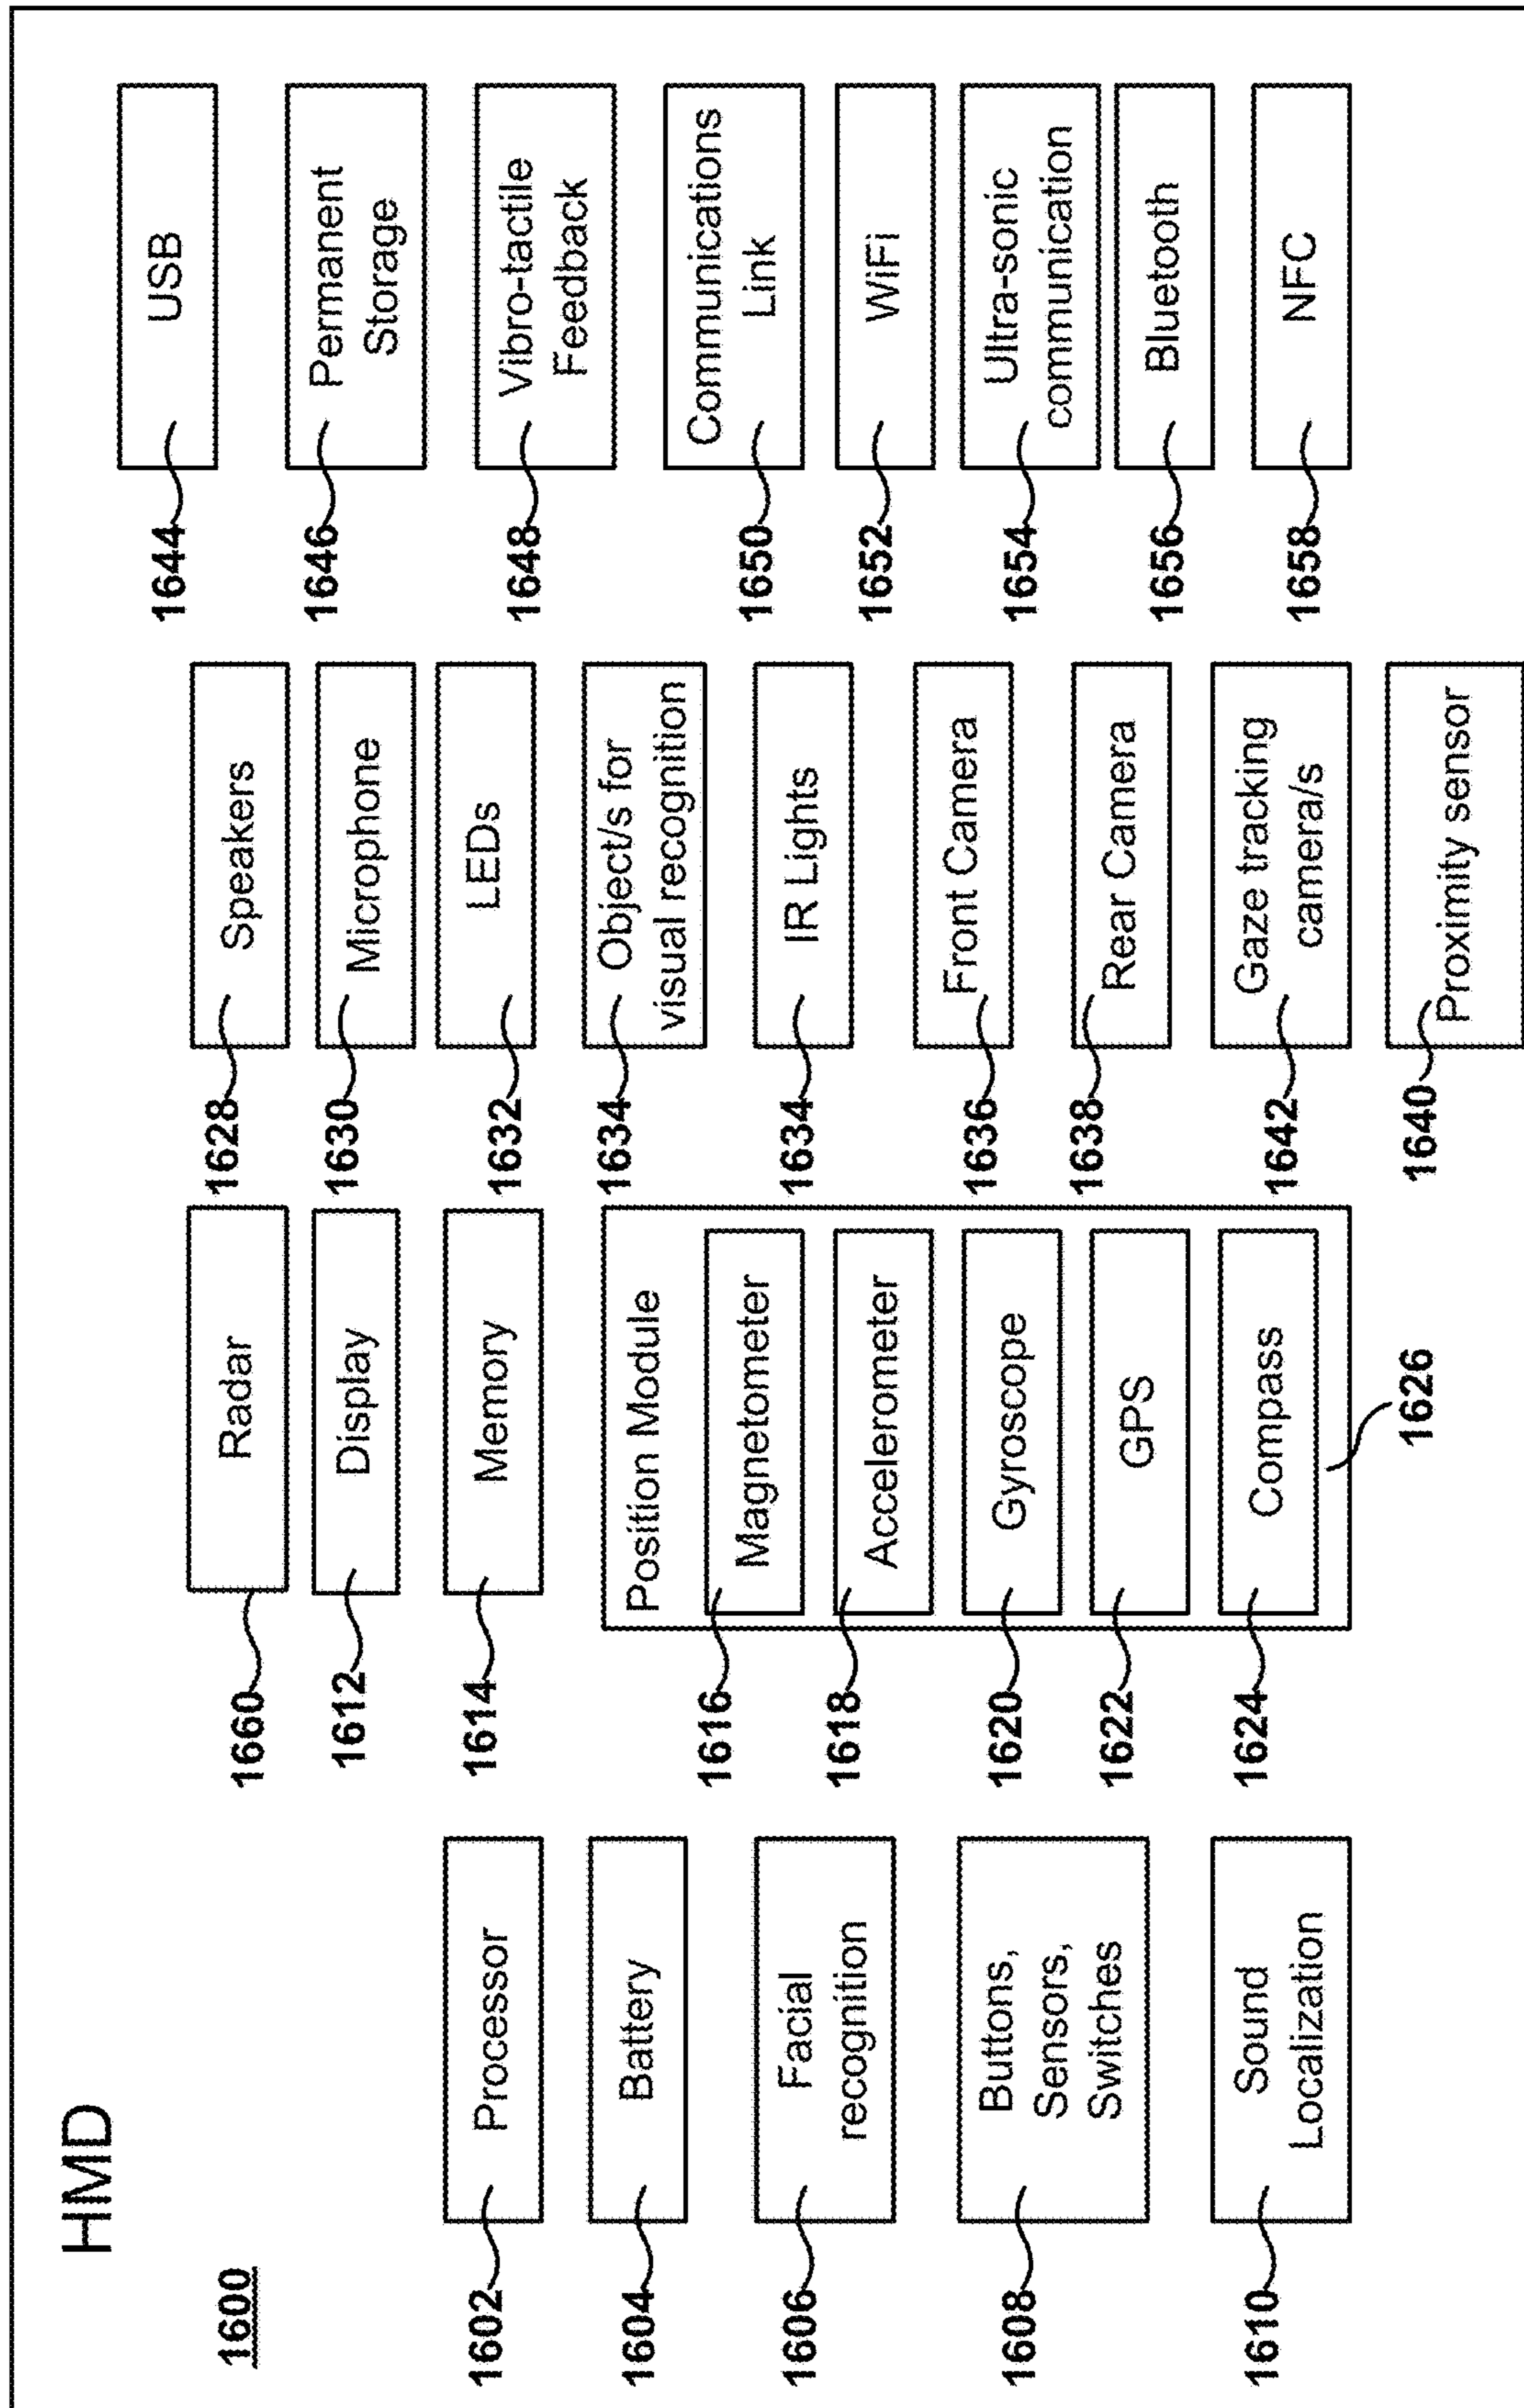 HMD
1600
1602
Processor
1604
Battery
1606
Facial
recognition
1608
Buttons,
Sensors,
Switches
1610
Sound
Localization
1660
Radar
1612
Display
1614
Memory
Position Module
1616
Magnetometer
1618
Accelerometer
1620
Gyroscope
1622
GPS
1624
Compass
1626
1628
Speakers
1630
Microphone
1632
LEDs
1634
Object/s for
visual recognition
1634
IR Lights
1636
Front Camera
1638
Rear Camera
1642
Gaze tracking
camera/s
1640
Proximity sensor
1644
USB
1646
Permanent
Storage
1648
Vibro-tactile
Feedback
1650
Communications
Link
1652
WiFi
1654
Ultra-sonic
communication
1656
Bluetooth
1658
NFC